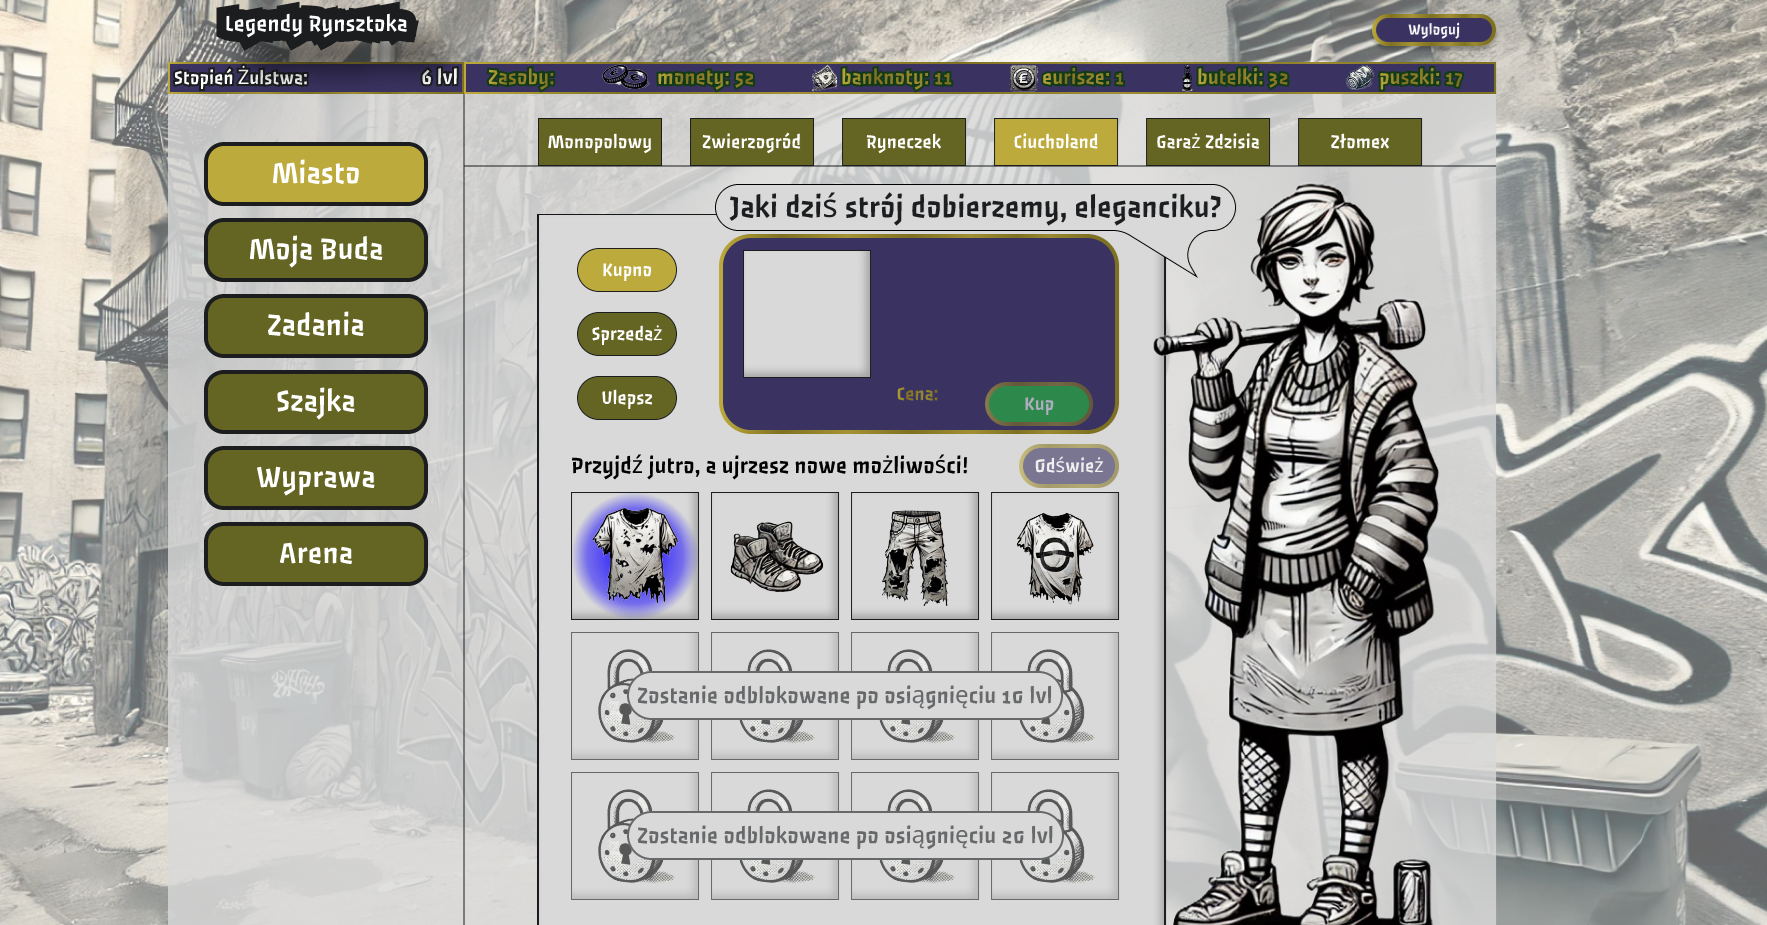 Legendy Rynsztoka
Wyloguj
Stopień Żulstwa: 6 lvl
Zasoby: monety: 52 banknoty: 11 eurisze: 1 butelki: 32 puszki: 17
Monopolowy Zwierzogród Ryneczek Ciucholand Garaż Zdzisia Złomex
Miasto
Moja Buda
Zadania
Szajka
Wyprawa
Arena
Jaki dziś strój dobierzemy, eleganciku?
Kupno
Sprzedaż
Ulepsz
Cena:
Kup
Przyjdź jutro, a ujrzesz nowe możliwości!
Odśwież
Zostanie odblokowane po osiągnięciu 10 lvl
Zostanie odblokowane po osiągnięciu 20 lvl